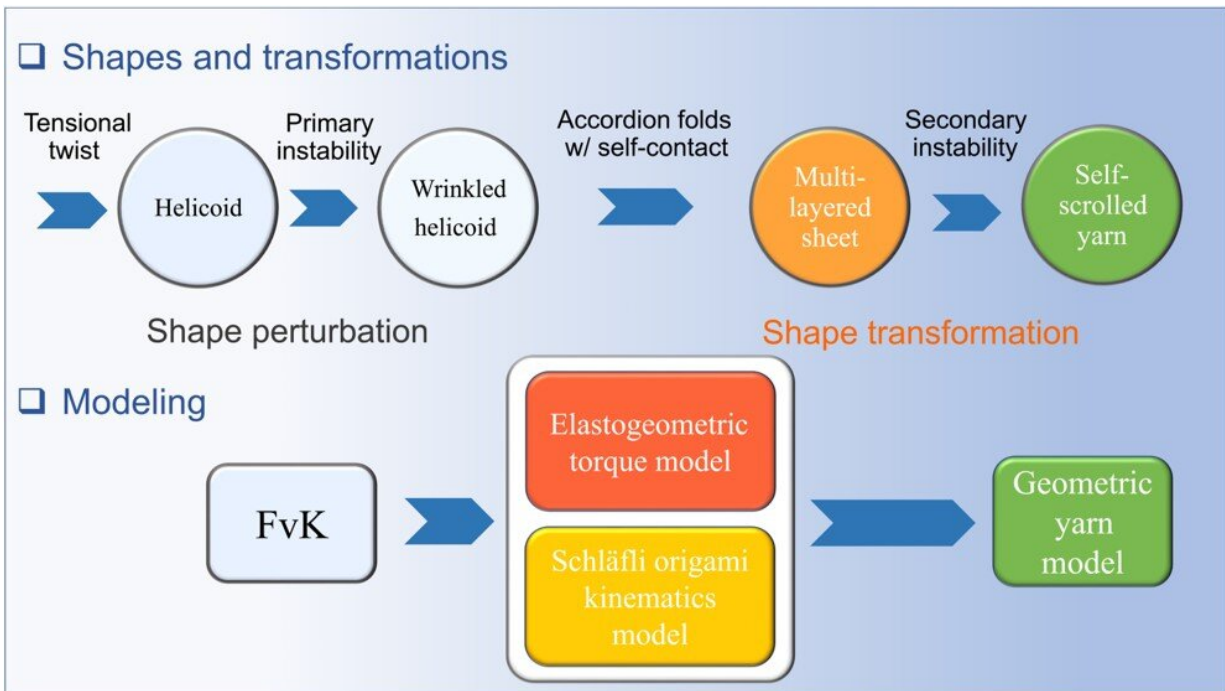 Shapes and transformations
Tensional
twist
Helicoid
Primary
instability
Wrinkled
helicoid
Accordion folds
w/ self-contact
Multi-
layered
sheet
Secondary
instability
Self-
scrolled
yarn
Shape perturbation
Shape transformation
Modeling
FvK
Elastogeometric
torque model
Schläfli origami
kinematics
model
Geometric
yarn
model